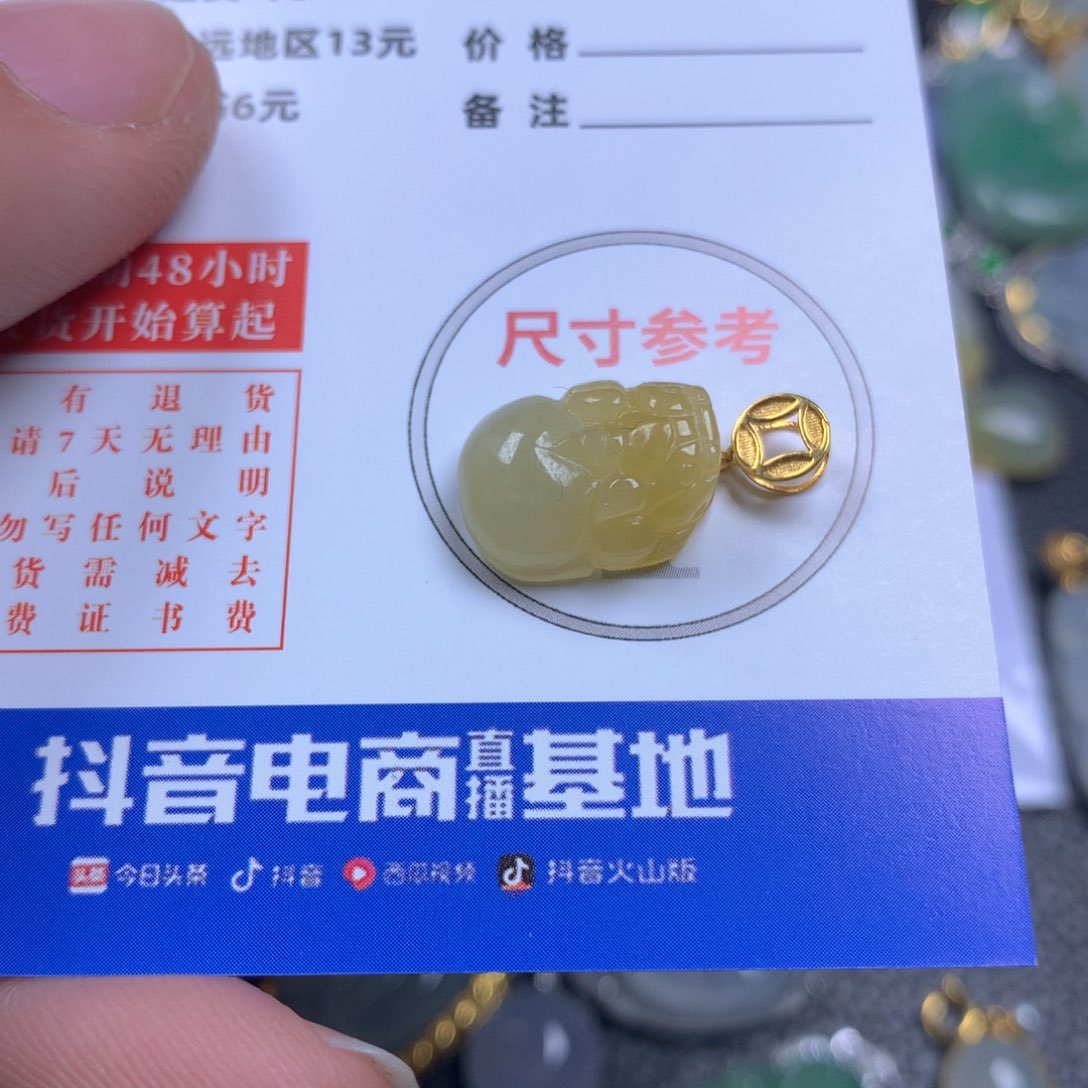 远地区13元
价 格
6元
备 注
48小时
货开始算起
有 退 货
请7天无理由
后 说 明
勿写任何文字
货 需 减 去
费 证 书 费
尺寸参考
抖音电商直播基地
头条 今日头条 抖音 西瓜视频 抖音火山版